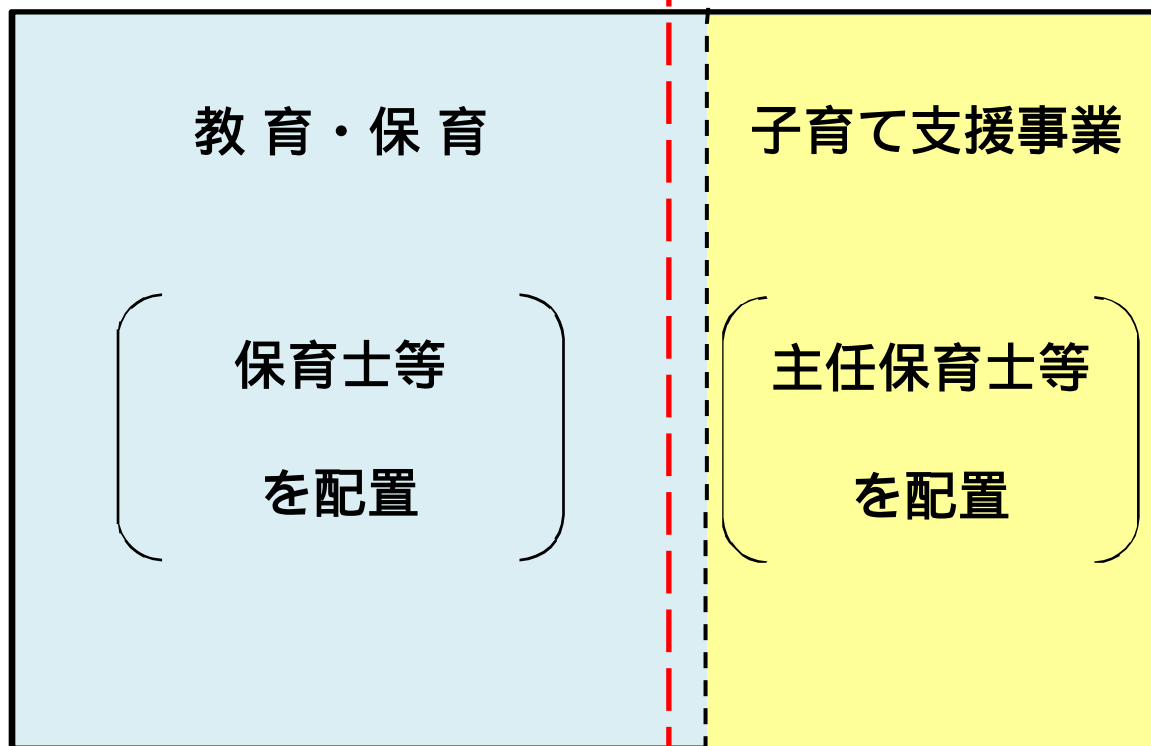 教育・保育
保育士等
を配置
子育て支援事業
主任保育士等
を配置